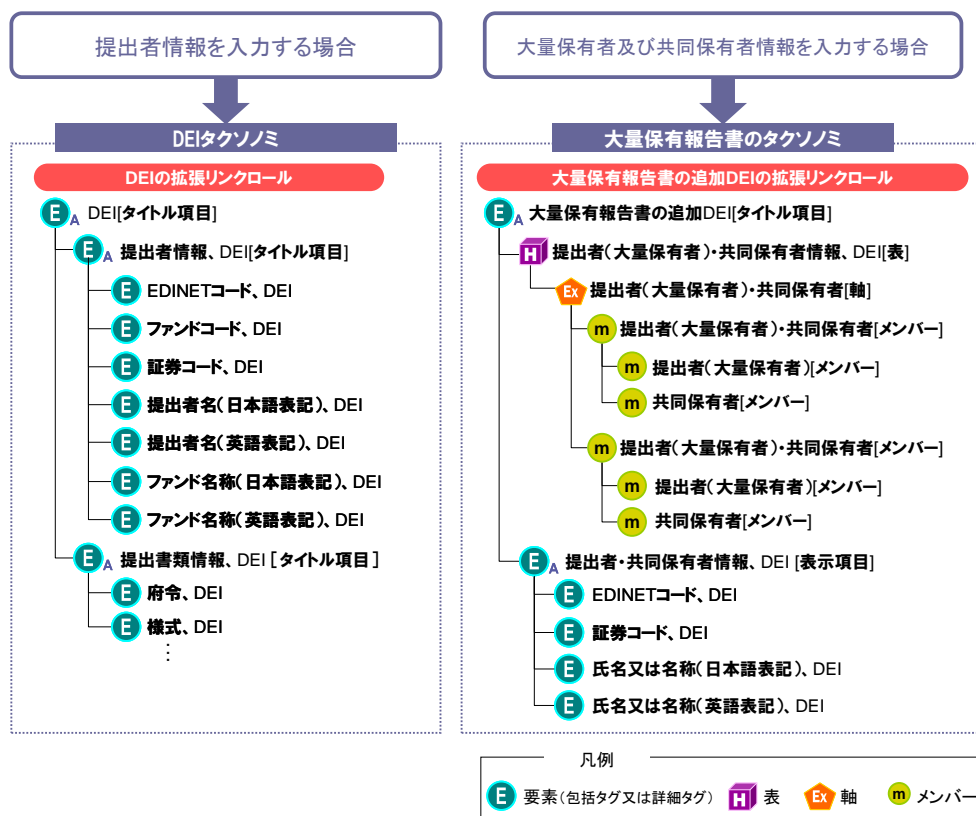 提出者情報を入力する場合
DEIタクソノミ
DEIの拡張リンクロール
E A DEI[タイトル項目]
E A 提出者情報、DEI[タイトル項目]
E EDINETコード、DEI
E ファンドコード、DEI
E 証券コード、DEI
E 提出者名(日本語表記)、DEI
E 提出者名(英語表記)、DEI
E ファンド名称(日本語表記)、DEI
E ファンド名称(英語表記)、DEI
E A 提出書類情報、DEI[タイトル項目]
E 府令、DEI
E 様式、DEI
⋮
大量保有者及び共同保有者情報を入力する場合
大量保有報告書のタクソノミ
大量保有報告書の追加DEIの拡張リンクロール
E A 大量保有報告書の追加DEI[タイトル項目]
H 提出者(大量保有者)・共同保有者情報、DEI[表]
Ex 提出者(大量保有者)・共同保有者[軸]
m 提出者(大量保有者)・共同保有者[メンバー]
m 提出者(大量保有者)[メンバー]
m 共同保有者[メンバー]
m 提出者(大量保有者)・共同保有者[メンバー]
m 提出者(大量保有者)[メンバー]
m 共同保有者[メンバー]
E A 提出者・共同保有者情報、DEI [表示項目]
E EDINETコード、DEI
E 証券コード、DEI
E 氏名又は名称(日本語表記)、DEI
E 氏名又は名称(英語表記)、DEI
凡例
E 要素(包括タグ又は詳細タグ) H 表 Ex 軸 m メンバー